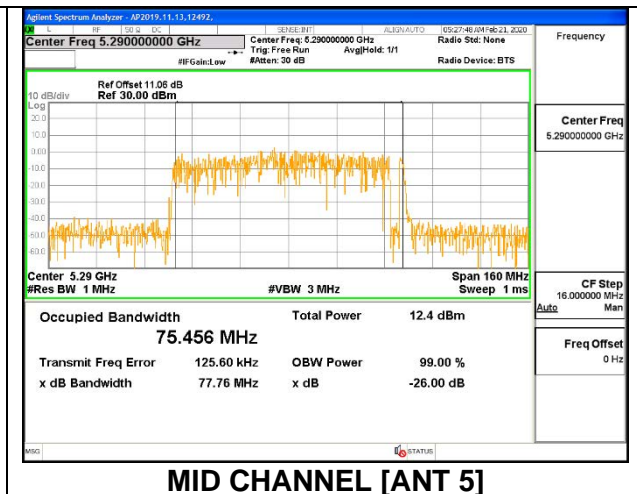 Agilent Spectrum Analyzer - AP2019.11.13,12492,
L RF 50 Ω DC SENSE:INT ALIGN AUTO 05:27:48 AM Feb 21, 2020
Center Freq 5.290000000 GHz
Center Freq: 5.290000000 GHz Radio Std: None
Trig: Free Run Avg|Hold: 1/1
#IFGain:Low #Atten: 30 dB Radio Device: BTS
Frequency
Ref Offset 11.06 dB
10 dB/div Ref 30.00 dBm
Log
20.0
10.0
0.00
-10.0
-20.0
-30.0
-40.0
-50.0
-60.0
Center Freq
5.290000000 GHz
Center 5.29 GHz Span 160 MHz
#Res BW 1 MHz #VBW 3 MHz Sweep 1 ms
CF Step
16.000000 MHz
Auto Man
Occupied Bandwidth Total Power 12.4 dBm
75.456 MHz
Freq Offset
0 Hz
Transmit Freq Error 125.60 kHz OBW Power 99.00 %
x dB Bandwidth 77.76 MHz x dB -26.00 dB
MSG STATUS
MID CHANNEL [ANT 5]